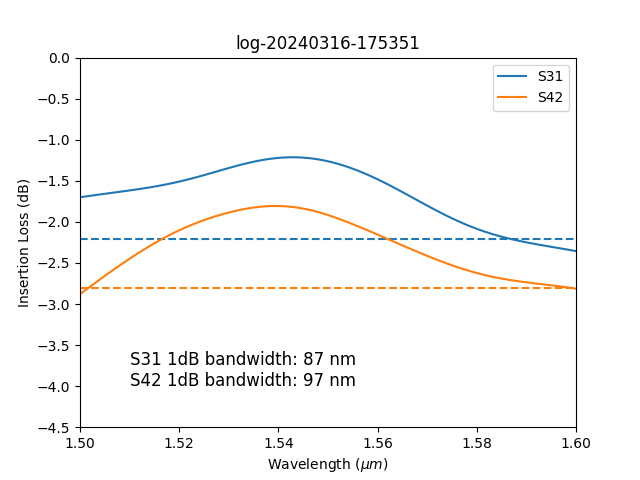 log-20240316-175351
S31
S42
Insertion Loss (dB)
0.0
−0.5
−1.0
−1.5
−2.0
−2.5
−3.0
−3.5
−4.0
−4.5
S31 1dB bandwidth: 87 nm
S42 1dB bandwidth: 97 nm
1.50 1.52 1.54 1.56 1.58 1.60
Wavelength (μm)